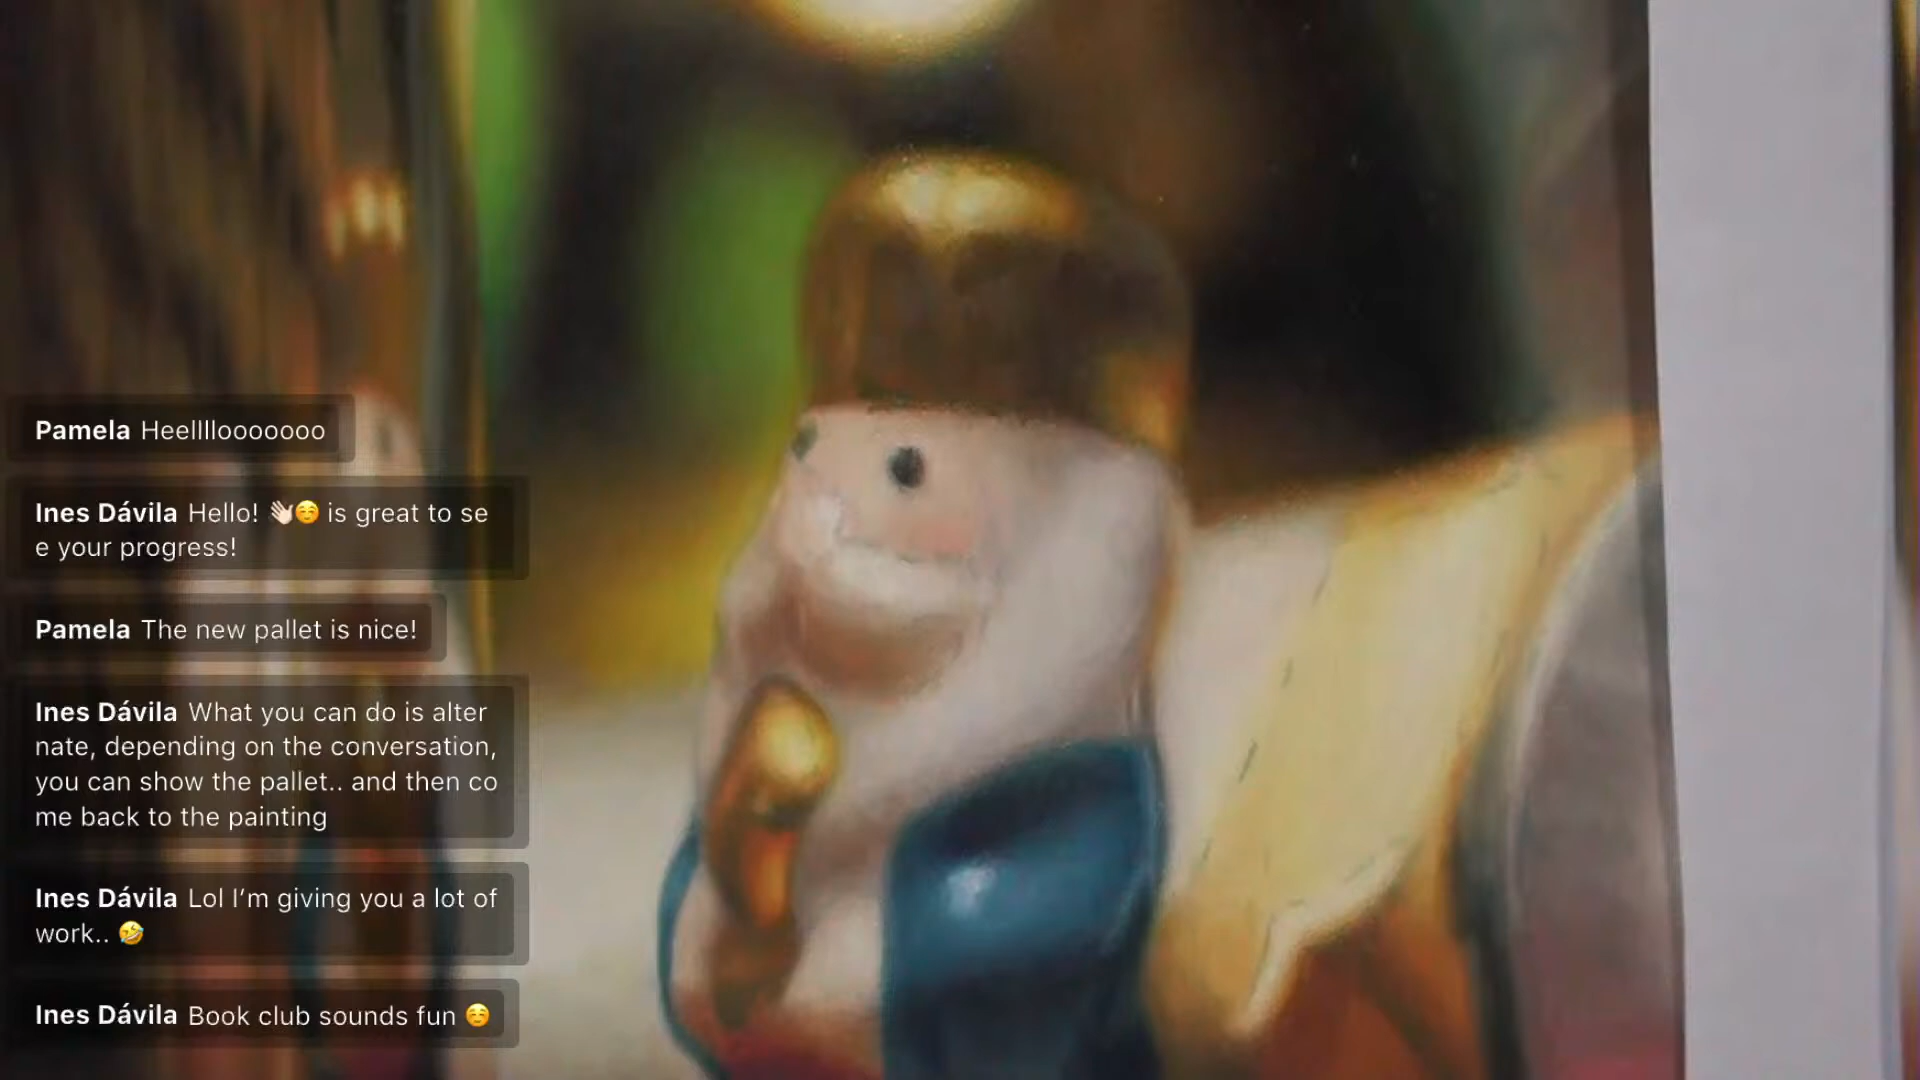 Pamela Heelllloooooooo
Ines Dávila Hello! 👋🏻☺️ is great to se
e your progress!
Pamela The new pallet is nice!
Ines Dávila What you can do is alter
nate, depending on the conversation,
you can show the pallet.. and then co
me back to the painting
Ines Dávila Lol I’m giving you a lot of
work.. 🤣
Ines Dávila Book club sounds fun ☺️